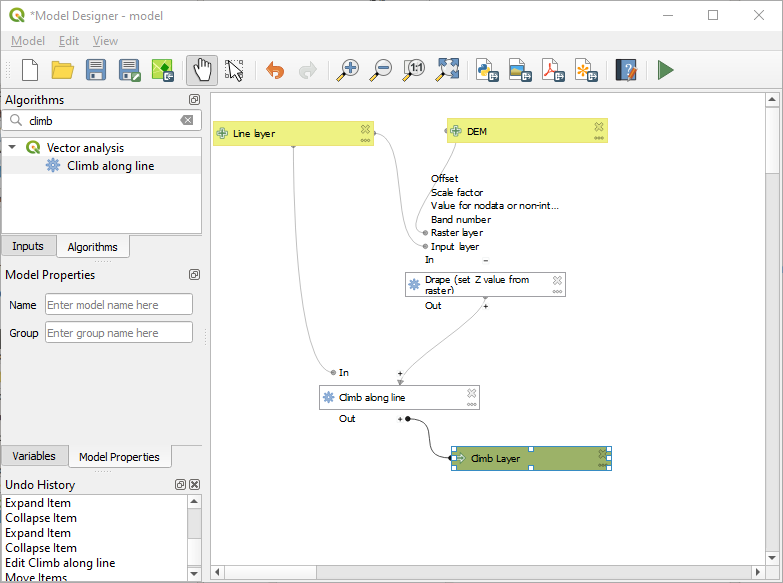 *Model Designer - model
Model Edit View
1:1
Algorithms
climb
Vector analysis
Climb along line
Inputs Algorithms
Model Properties
Name Enter model name here
Group Enter group name here
Variables Model Properties
Undo History
Expand Item
Collapse Item
Expand Item
Collapse Item
Edit Climb along line
Move Items
Line layer
DEM
Offset
Scale factor
Value for nodata or non-int...
Band number
Raster layer
Input layer
In -
Drape (set Z value from
raster)
Out +
In +
Climb along line
Out +
Climb Layer